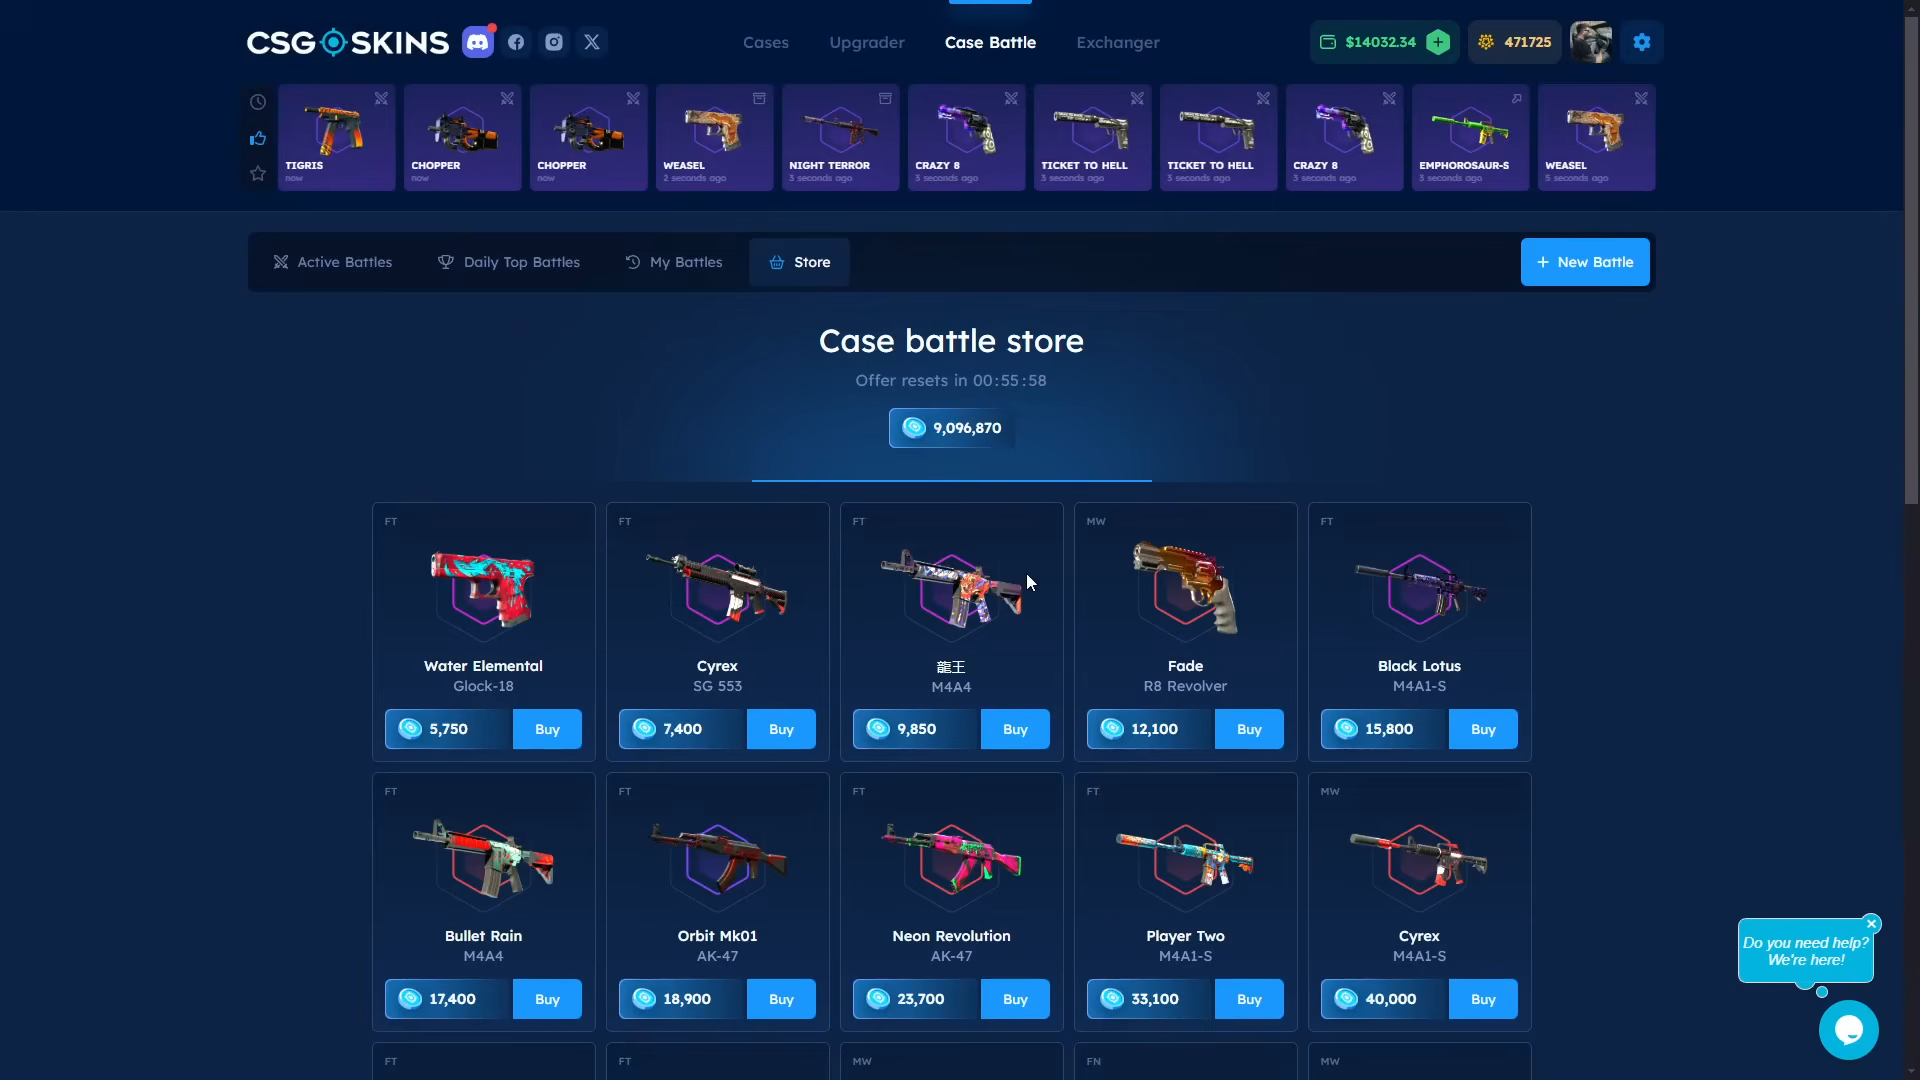 CSG SKINS
Cases
Upgrader
Case Battle
Exchanger
$14032.34
471725
TIGRIS
now
CHOPPER
now
CHOPPER
now
WEASEL
2 seconds ago
NIGHT TERROR
3 seconds ago
CRAZY 8
3 seconds ago
TICKET TO HELL
3 seconds ago
TICKET TO HELL
3 seconds ago
CRAZY 8
3 seconds ago
EMPHOROSAUR-S
3 seconds ago
WEASEL
5 seconds ago
Active Battles
Daily Top Battles
My Battles
Store
+ New Battle
Case battle store
Offer resets in 00:55:58
9,096,870
FT
Water Elemental
Glock-18
5,750
Buy
FT
Cyrex
SG 553
7,400
Buy
FT
龍王
M4A4
9,850
Buy
MW
Fade
R8 Revolver
12,100
Buy
FT
Black Lotus
M4A1-S
15,800
Buy
FT
Bullet Rain
M4A4
17,400
Buy
FT
Orbit Mk01
AK-47
18,900
Buy
FT
Neon Revolution
AK-47
23,700
Buy
FT
Player Two
M4A1-S
33,100
Buy
MW
Cyrex
M4A1-S
40,000
Buy
FT
FT
MW
FN
MW
Do you need help?
We're here!